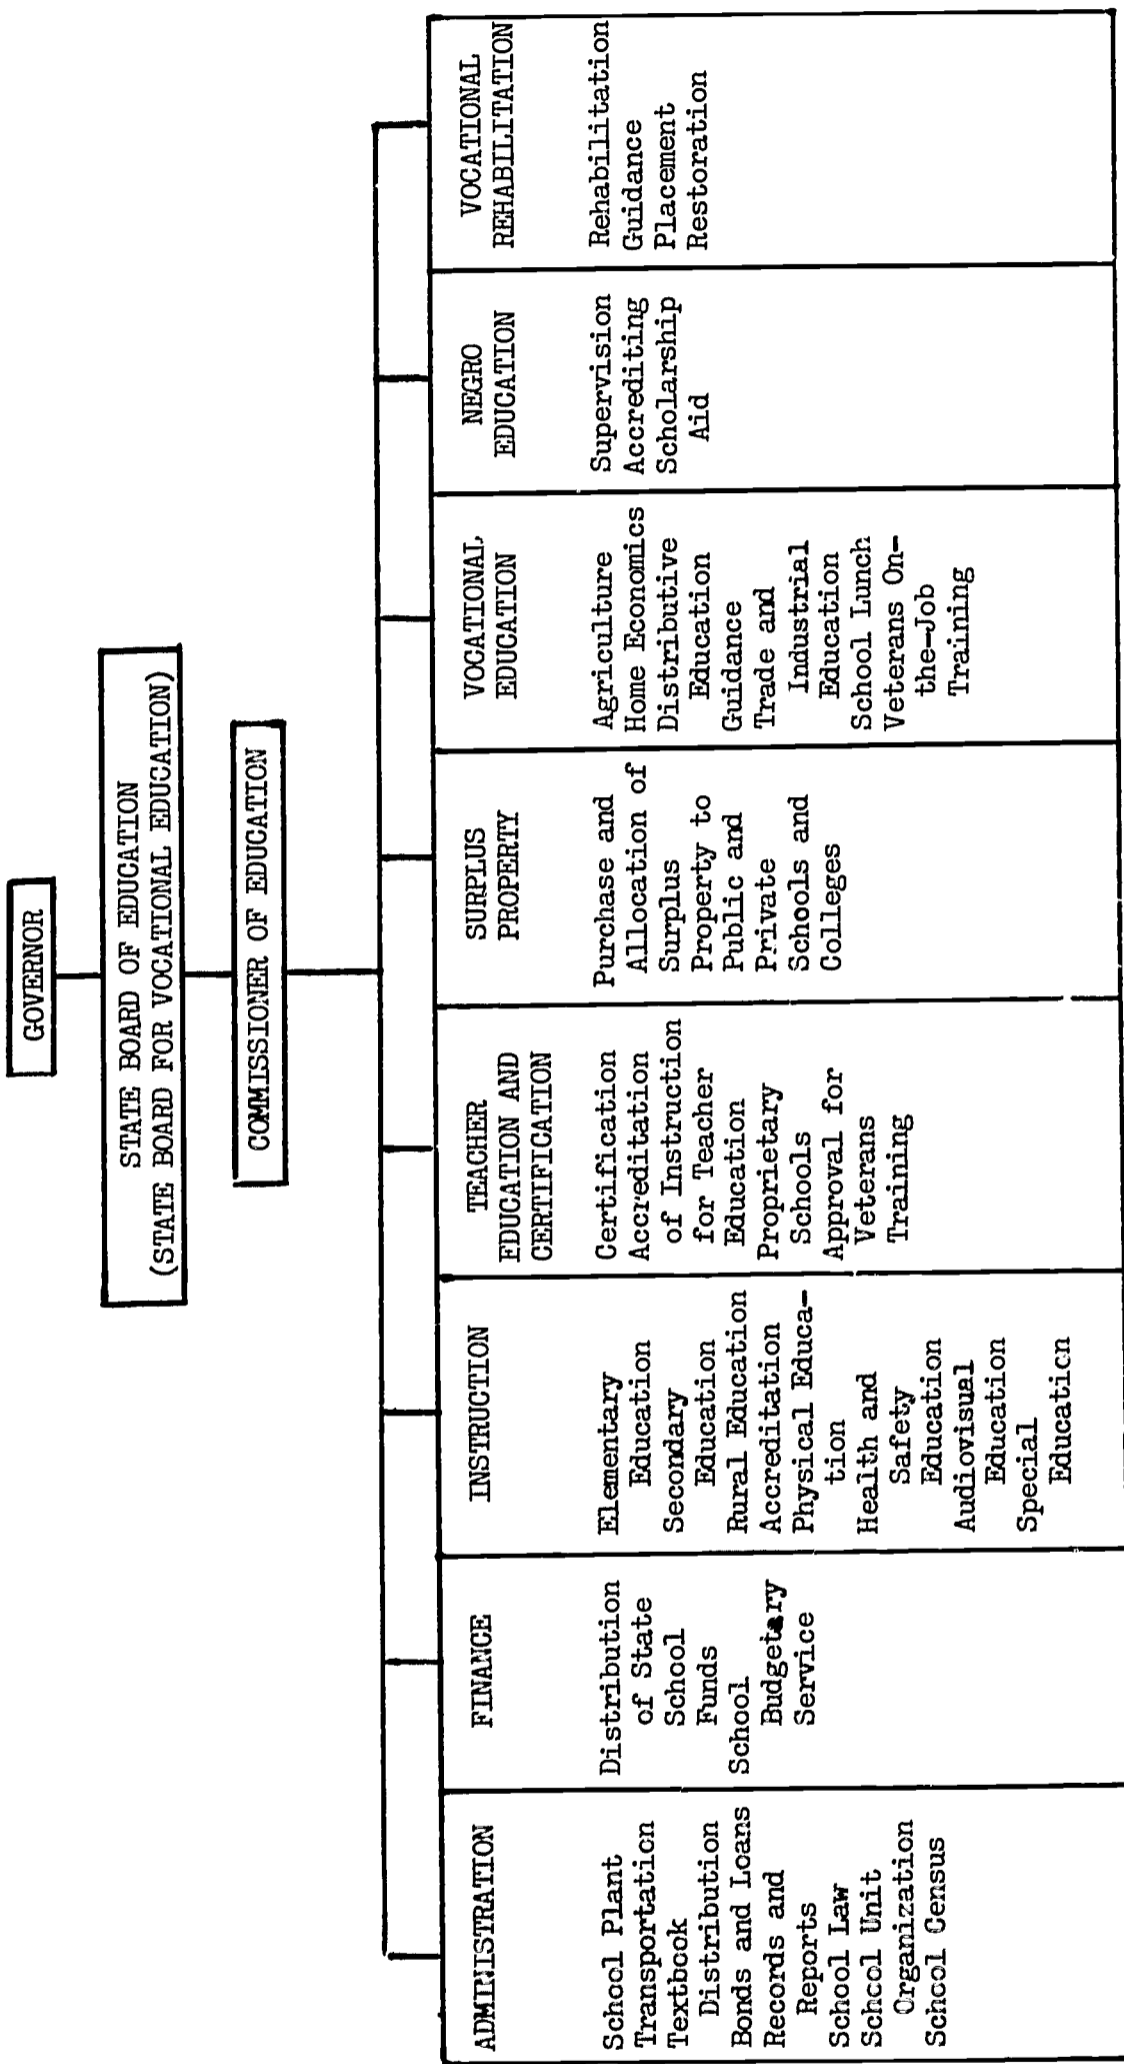 GOVERNOR
STATE BOARD OF EDUCATION
(STATE BOARD FOR VOCATIONAL EDUCATION)
COMMISSIONER OF EDUCATION
ADMINISTRATION
School Plant
Transportation
Textbook
Distribution
Bonds and Loans
Records and
Reports
School Law
School Unit
Organization
School Census
FINANCE
Distribution
of State
School
Funds
School
Budgetary
Service
INSTRUCTION
Elementary
Education
Secondary
Education
Rural Education
Accreditation
Physical Educa-
tion
Health and
Safety
Education
Audiovisual
Education
Special
Education
TEACHER
EDUCATION AND
CERTIFICATION
Certification
Accreditation
of Instruction
for Teacher
Education
Proprietary
Schools
Approval for
Veterans
Training
SURPLUS
PROPERTY
Purchase and
Allocation of
Surplus
Property to
Public and
Private
Schools and
Colleges
VOCATIONAL
EDUCATION
Agriculture
Home Economics
Distributive
Education
Guidance
Trade and
Industrial
Education
School Lunch
Veterans On-
the-Job
Training
NEGRO
EDUCATION
Supervision
Accrediting
Scholarship
Aid
VOCATIONAL
REHABILITATION
Rehabilitation
Guidance
Placement
Restoration